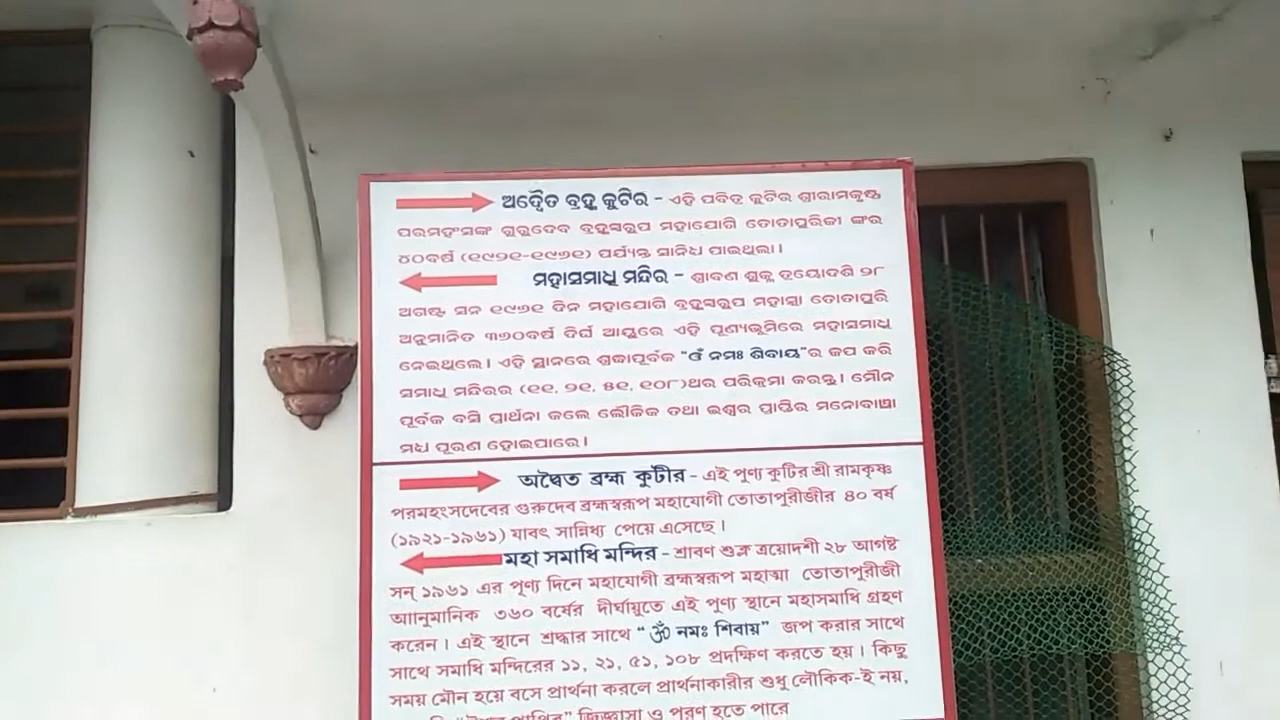 ଅଦ୍ୱୈତ ବ୍ରହ୍ମ କୁଟିର - ଏହି ପବିତ୍ର କୁଟିର ଶ୍ରୀରାମକୃଷ୍ଣ
ପରମହଂସଙ୍କ ଗୁରୁଦେବ ବ୍ରହ୍ମସ୍ୱରୂପ ମହାଯୋଗି ତୋତାପୁରିଜୀ ଙ୍କର
୪୦ବର୍ଷ (୧୯୨୧-୧୯୬୧) ପର୍ଯ୍ୟନ୍ତ ସାନିଧ ପାଇଥିଲା।
ମହାସମାଧି ମନ୍ଦିର - ଶ୍ରାବଣ ଶୁକ୍ଳ ତ୍ରୟୋଦଶି ୨୮
ଅଗଷ୍ଟ ସନ ୧୯୬୧ ଦିନ ମହାଯୋଗି ବ୍ରହ୍ମସ୍ୱରୂପ ମହାତ୍ମା ତୋତାପୁରି
ଅନୁମାନିତ ୩୬୦ବର୍ଷ ଦିର୍ଘ ଆୟୁରେ ଏହି ପୂଣ୍ୟଭୂମିରେ ମହାସମାଧି
ନେଇଥିଲେ। ଏହି ସ୍ଥାନରେ ଶ୍ରଦ୍ଧାପୂର୍ବକ "ଓଁ ନମଃ ଶିବାୟ"ର ଜପ କରି
ସମାଧି ମନ୍ଦିରର (୧୧, ୨୧, ୫୧, ୧୦୮)ଥର ପରିକ୍ରମା କରନ୍ତୁ। ମୌନ
ପୂର୍ବକ ବସି ପ୍ରାର୍ଥନା କଲେ ଲୌକିକ ତଥା ଇଶ୍ୱର ପ୍ରାପ୍ତିର ମନୋବାଞ୍ଛା
ମଧ ପୂରଣ ହୋଇପାରେ।
অদ্বৈত ব্রহ্ম কুটীর - এই পুণ্য কুটির শ্রী রামকৃষ্ণ
পরমহংসদেবের গুরুদেব ব্রহ্মস্বরূপ মহাযোগী তোতাপুরীজীর ৪০ বর্ষ
(১৯২১-১৯৬১) যাবৎ সান্নিধ্য পেয়ে এসেছে।
মহা সমাধি মন্দির - শ্রাবণ শুক্ল ত্রয়োদশী ২৮ আগষ্ট
সন্ ১৯৬১ এর পূণ্য দিনে মহাযোগী ব্রহ্মস্বরূপ মহাত্মা তোতাপুরীজী
আানুমানিক ৩৬০ বর্ষের দীর্ঘায়ুতে এই পুণ্য স্থানে মহাসমাধি গ্রহণ
করেন। এই স্থানে শ্রদ্ধার সাথে "ॐ নমঃ শিবায়" জপ করার সাথে
সাথে সমাধি মন্দিরের ১১, ২১, ৫১, ১০৮ প্রদক্ষিণ করতে হয়। কিছু
সময় মৌন হয়ে বসে প্রার্থনা করলে প্রার্থনাকারীর শুধু লৌকিক-ই নয়,
জিজ্ঞাসা ও পূরণ হতে পারে